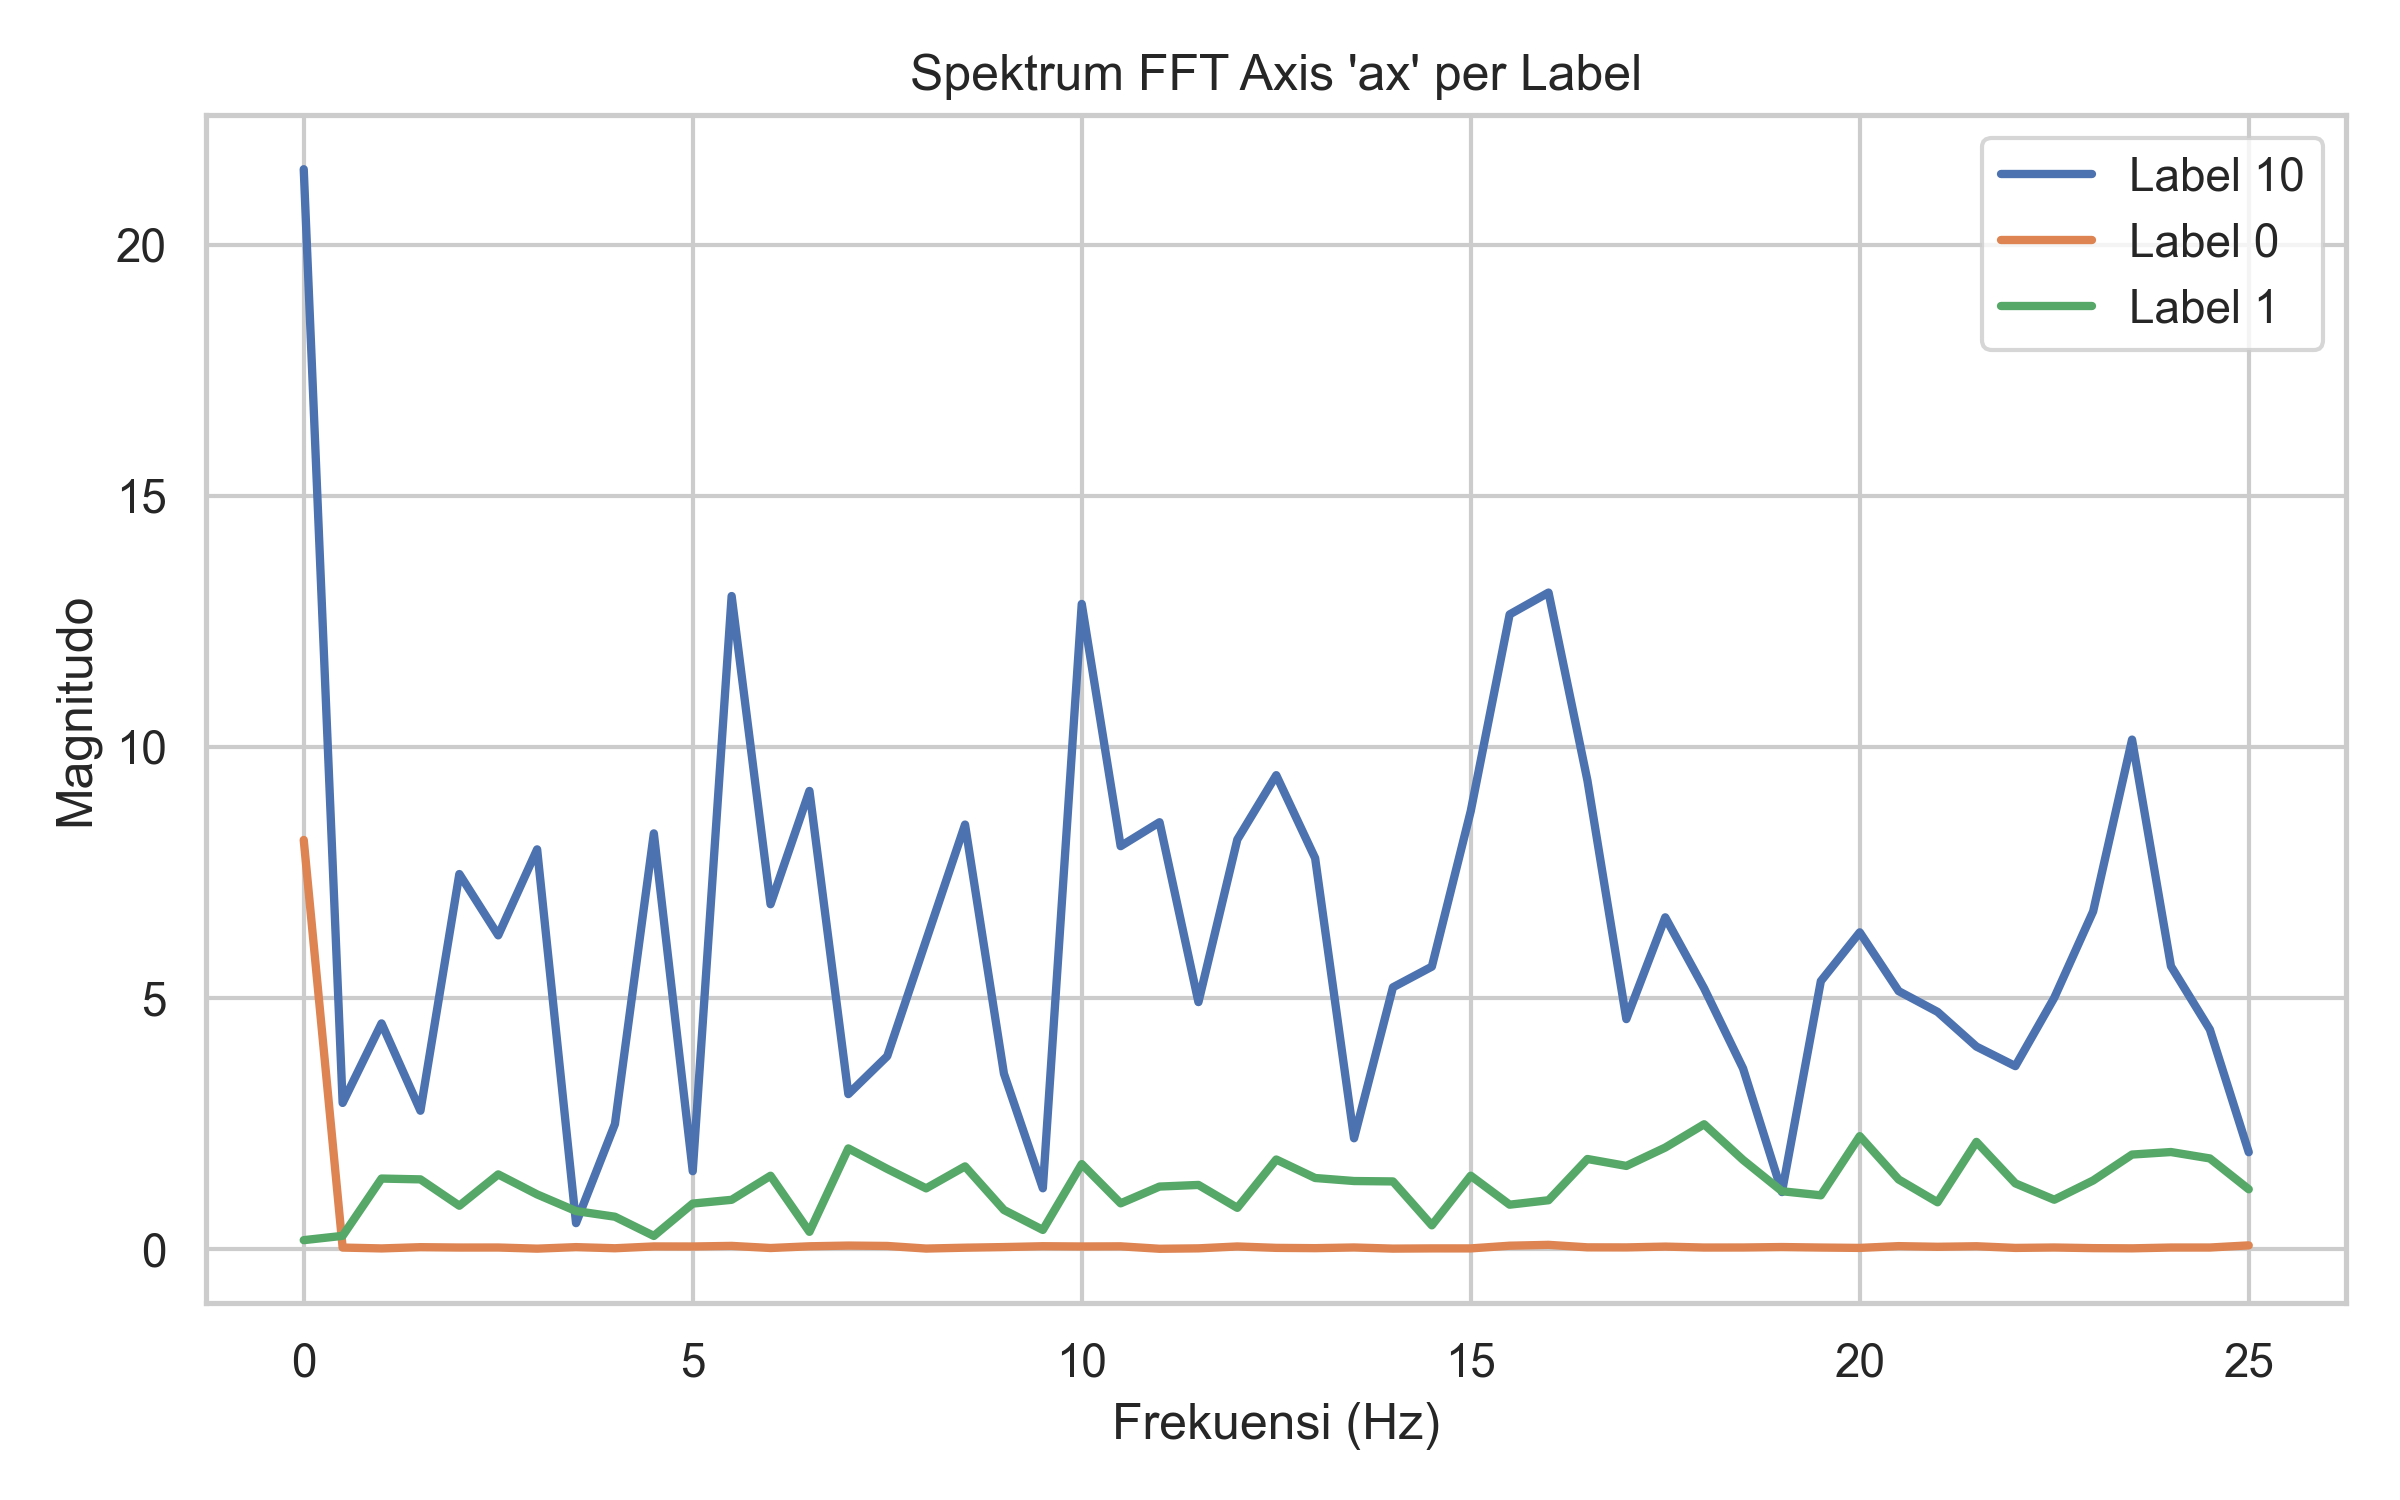 Spektrum FFT Axis 'ax' per Label
Label 10
Label 0
Label 1
20
15
10
5
0
Magnitudo
0 5 10 15 20 25
Frekuensi (Hz)